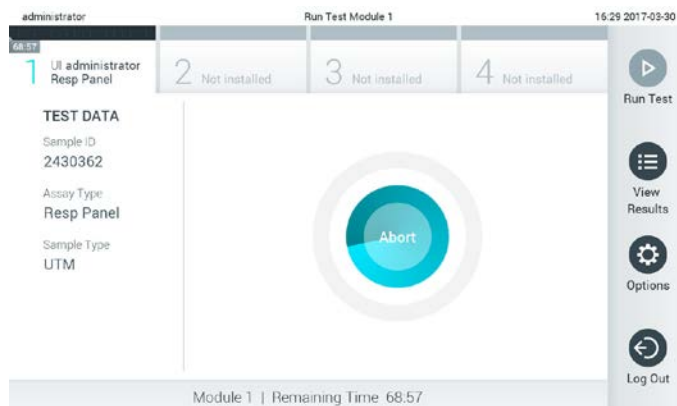 administrator Run Test Module 1 16:29 2017-03-30
68:57
1 UI administrator
Resp Panel
2 Not installed
3 Not installed
4 Not installed
Run Test
TEST DATA
Sample ID
2430362
Assay Type
Resp Panel
Sample Type
UTM
Abort
View
Results
Options
Log Out
Module 1 | Remaining Time 68:57